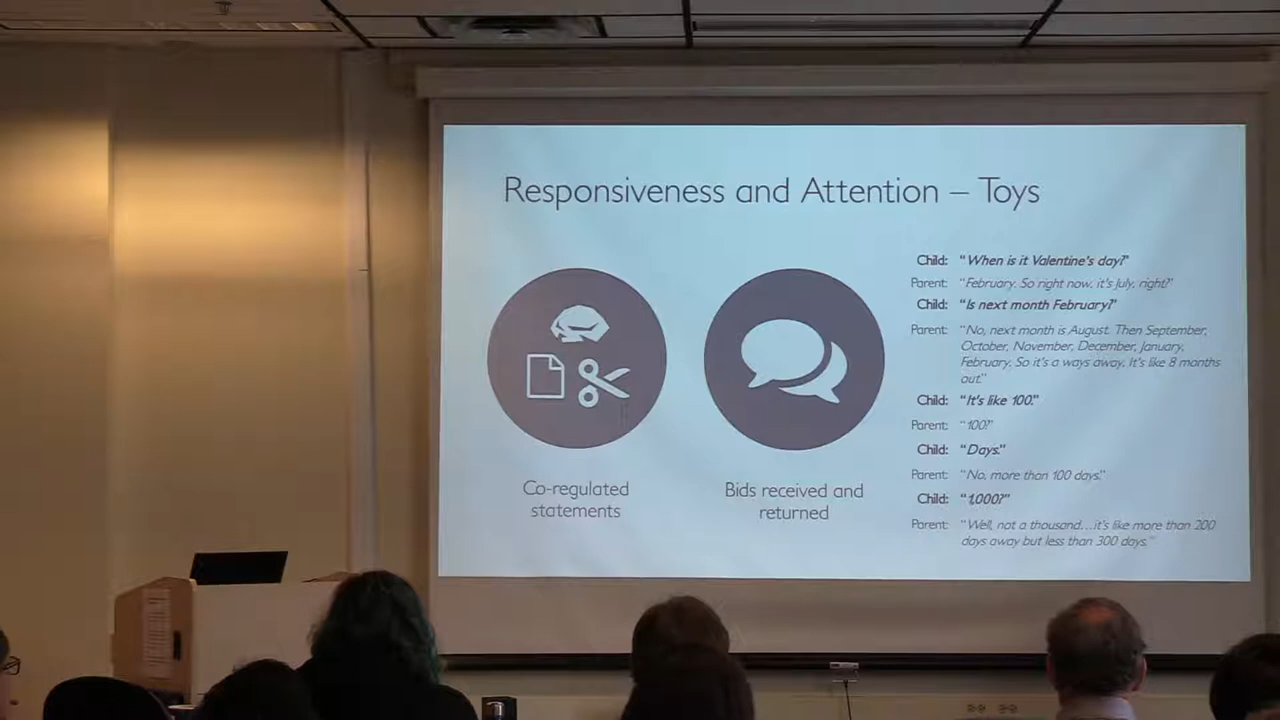 Responsiveness and Attention – Toys
Co-regulated
statements
Bids received and
returned
Child: "When is it Valentine's day?"
Parent: "February. So right now, it's July, right?"
Child: "Is next month February?"
Parent: "No, next month is August. Then September,
October, November, December, January,
February. So it's a ways away. It's like 8 months
out."
Child: "It's like 100."
Parent: "100?"
Child: "Days."
Parent: "No, more than 100 days."
Child: "1,000?"
Parent: "Well, not a thousand...it's like more than 200
days away but less than 300 days."